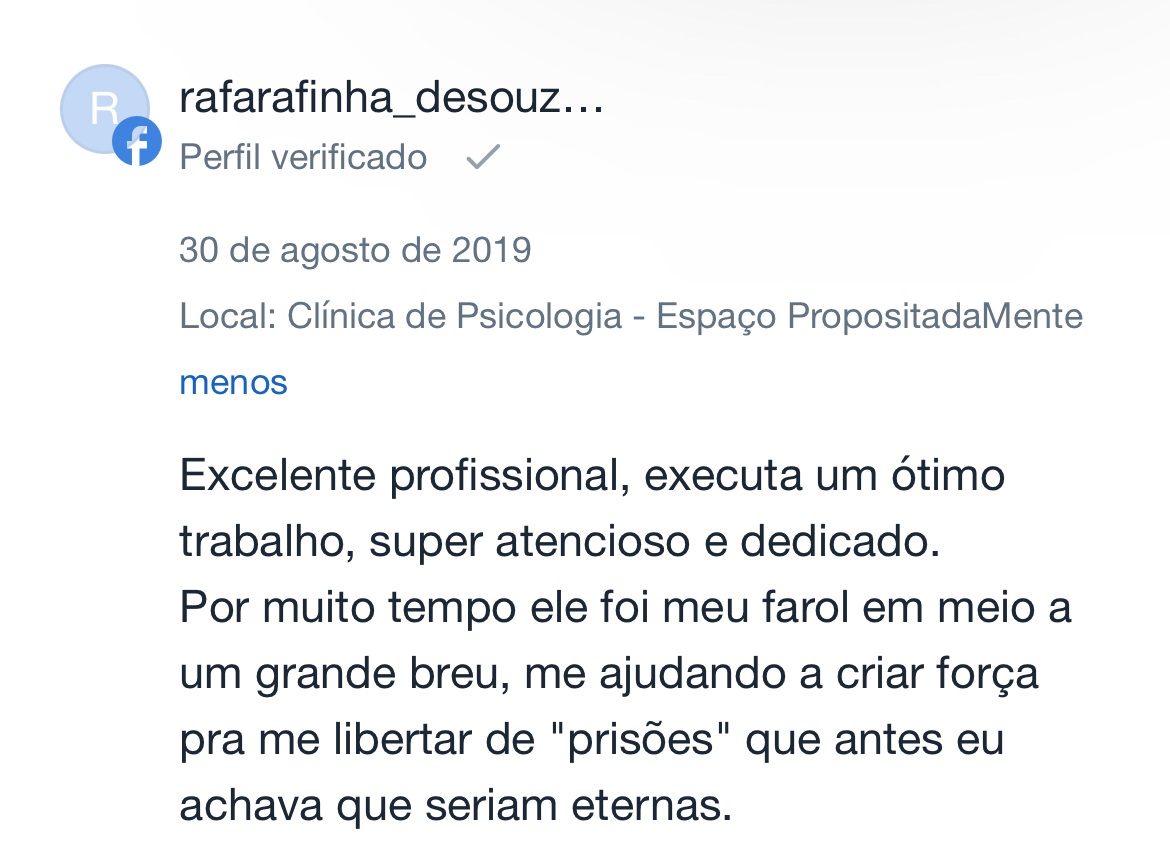 R
rafarafinha_desouz...
Perfil verificado
30 de agosto de 2019
Local: Clínica de Psicologia - Espaço PropositadaMente
menos
Excelente profissional, executa um ótimo
trabalho, super atencioso e dedicado.
Por muito tempo ele foi meu farol em meio a
um grande breu, me ajudando a criar força
pra me libertar de "prisões" que antes eu
achava que seriam eternas.